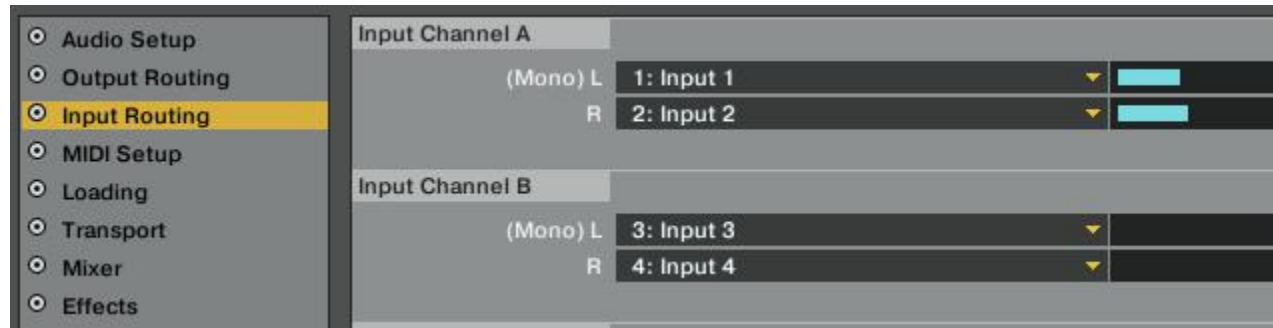 Audio Setup
Output Routing
Input Routing
MIDI Setup
Loading
Transport
Mixer
Effects
Input Channel A
(Mono) L 1: Input 1
R 2: Input 2
Input Channel B
(Mono) L 3: Input 3
R 4: Input 4